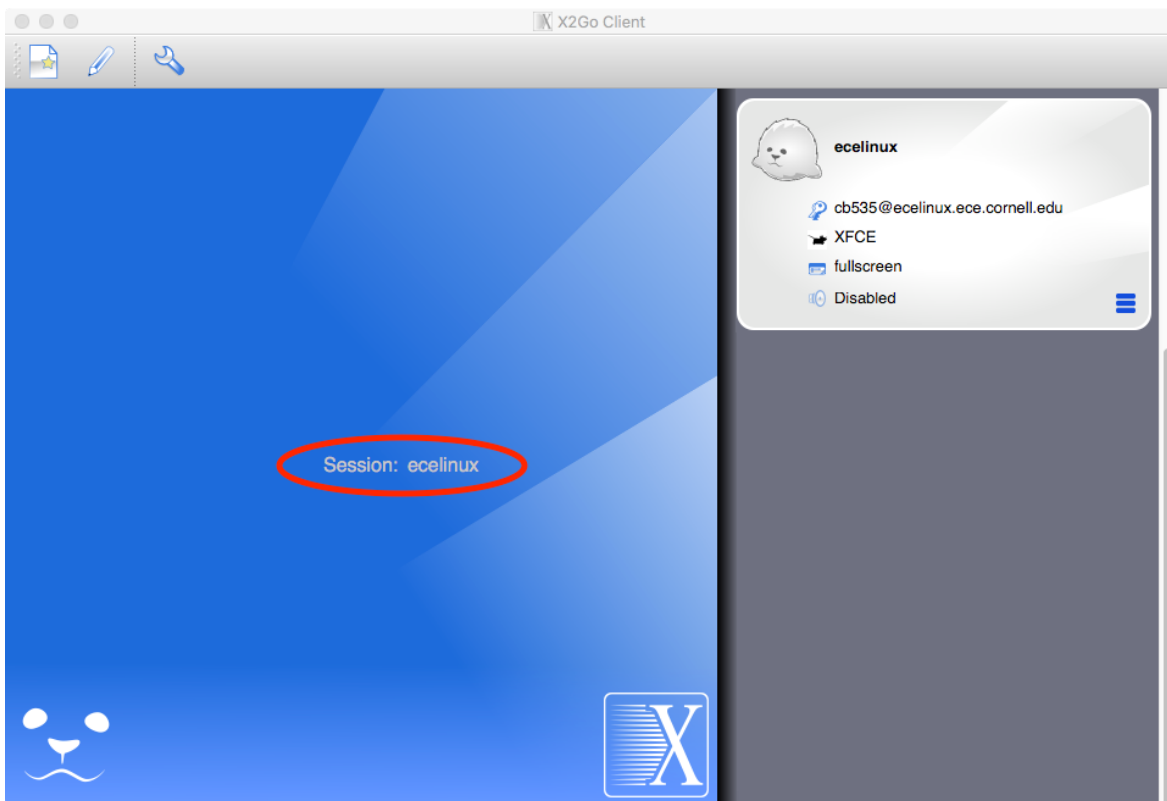 X2Go Client
Session: ecelinux
ecelinux
cb535@ecelinux.ece.cornell.edu
XFCE
fullscreen
Disabled
X